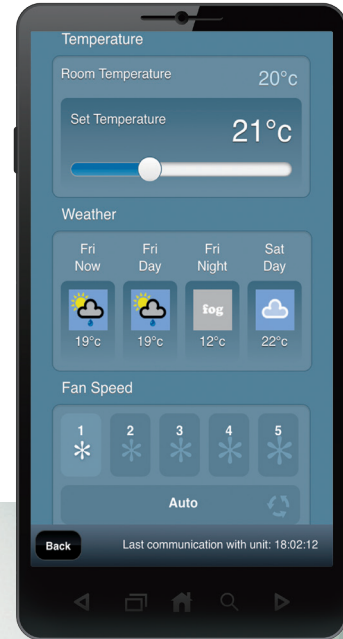 Temperature
Room Temperature 20°c
Set Temperature 21°c
Weather
Fri Fri Fri Sat
Now Day Night Day
fog
19°c 19°c 12°c 22°c
Fan Speed
1 2 3 4 5
Auto
Back Last communication with unit: 18:02:12